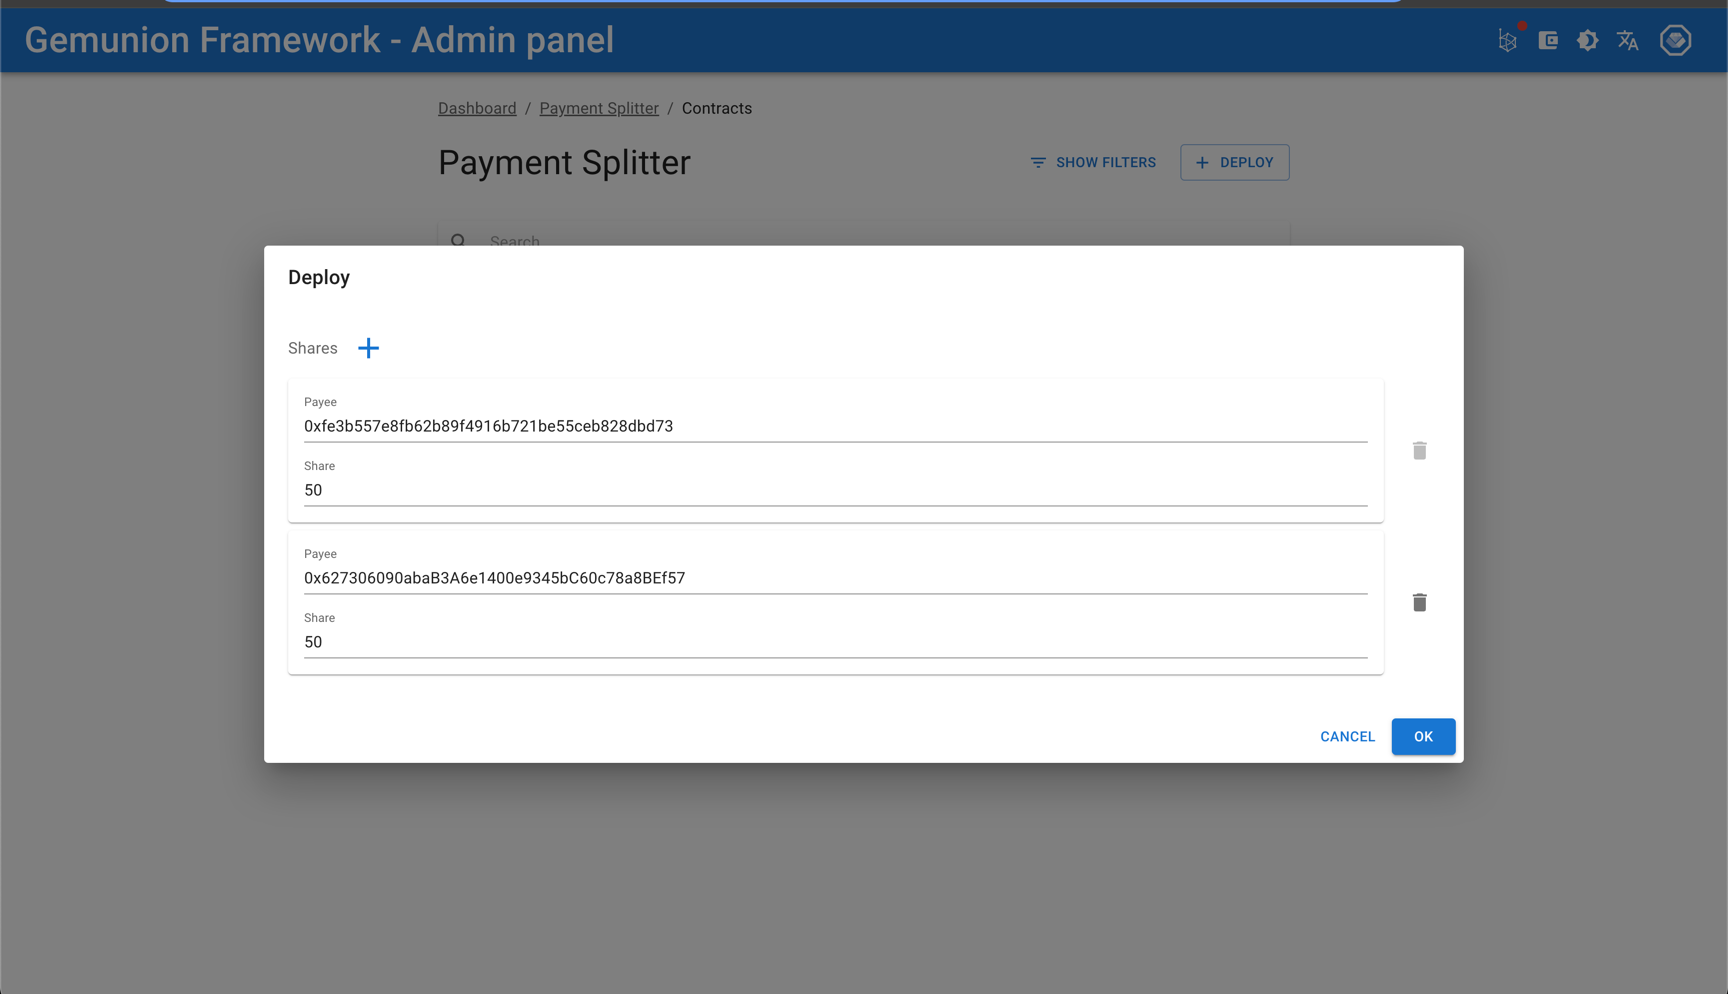 Gemunion Framework - Admin panel
Dashboard / Payment Splitter / Contracts
Payment Splitter
SHOW FILTERS
DEPLOY
Search
Deploy
Shares
Payee
0xfe3b557e8fb62b89f4916b721be55ceb828dbd73
Share
50
Payee
0x627306090abaB3A6e1400e9345bC60c78a8BEf57
Share
50
CANCEL
OK